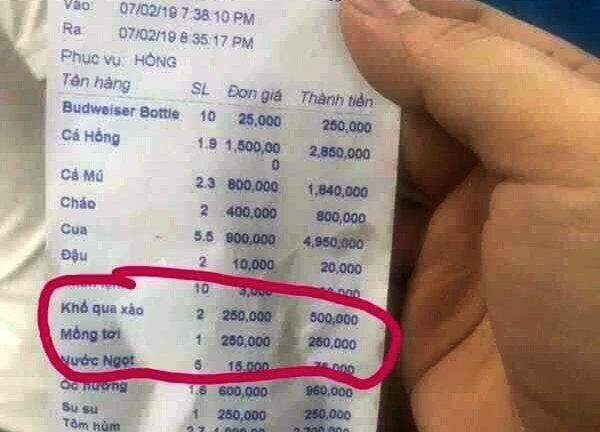 Vào: 07/02/19 7:38:10 PM
Ra: 07/02/19 8:35:17 PM
Phục vụ: HỒNG
Tên hàng SL Đơn giá Thành tiền
Budweiser Bottle 10 25,000 250,000
Cá Hồng 1.9 1,500,00 2,850,000
0
Cá Mú 2.3 800,000 1,840,000
Cháo 2 400,000 800,000
Cua 5.5 900,000 4,950,000
Đậu 2 10,000 20,000
10 3,000
Khổ qua xào 2 250,000 500,000
Mồng tơi 1 250,000 250,000
Nước Ngọt 5 15,000 75,000
Ốc hương 1.6 600,000 960,000
Su su 1 250,000 250,000
Tôm hùm 2.7